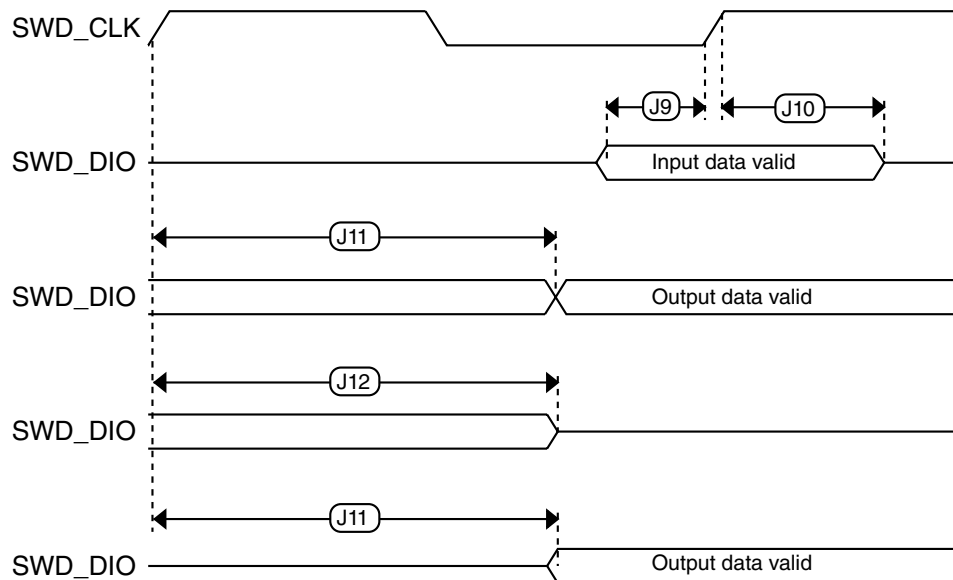 SWD_CLK
J9
J10
SWD_DIO
Input data valid
J11
SWD_DIO
Output data valid
J12
SWD_DIO
J11
SWD_DIO
Output data valid